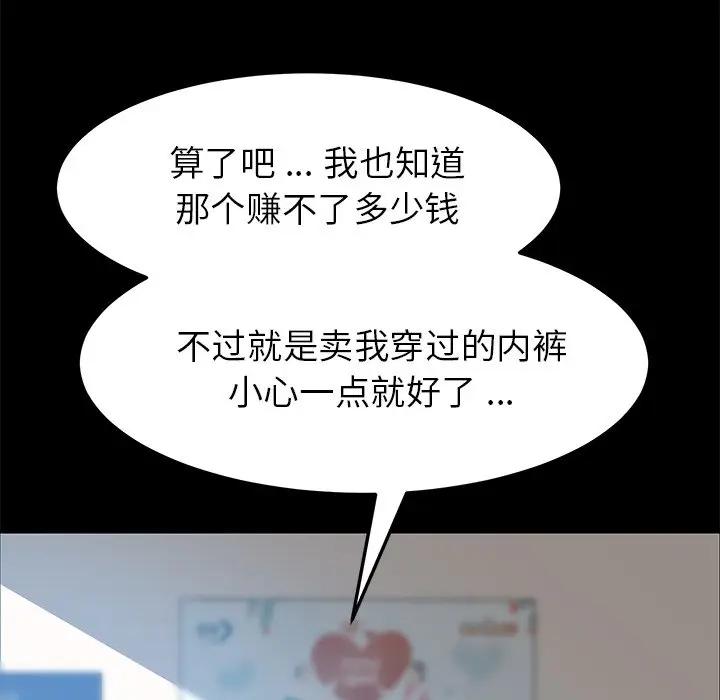 算了吧 ... 我也知道
那个赚不了多少钱
不过就是卖我穿过的内裤
小心一点就好了 ...